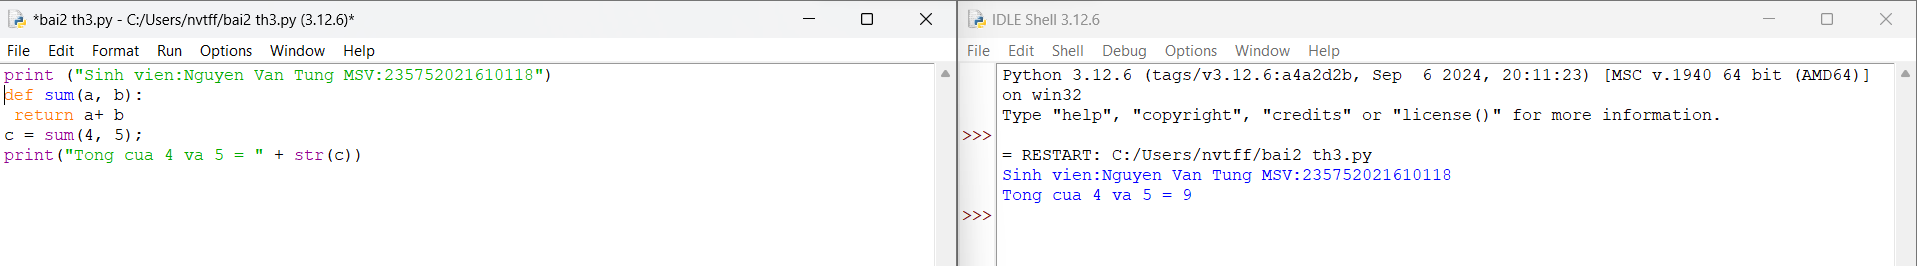 *bai2 th3.py - C:/Users/nvtff/bai2 th3.py (3.12.6)*
File Edit Format Run Options Window Help
print ("Sinh vien:Nguyen Van Tung MSV:235752021610118")
def sum(a, b):
 return a+ b
c = sum(4, 5);
print("Tong cua 4 va 5 = " + str(c))
IDLE Shell 3.12.6
File Edit Shell Debug Options Window Help
Python 3.12.6 (tags/v3.12.6:a4a2d2b, Sep  6 2024, 20:11:23) [MSC v.1940 64 bit (AMD64)]
on win32
Type "help", "copyright", "credits" or "license()" for more information.
>>>
= RESTART: C:/Users/nvtff/bai2 th3.py
Sinh vien:Nguyen Van Tung MSV:235752021610118
Tong cua 4 va 5 = 9
>>>